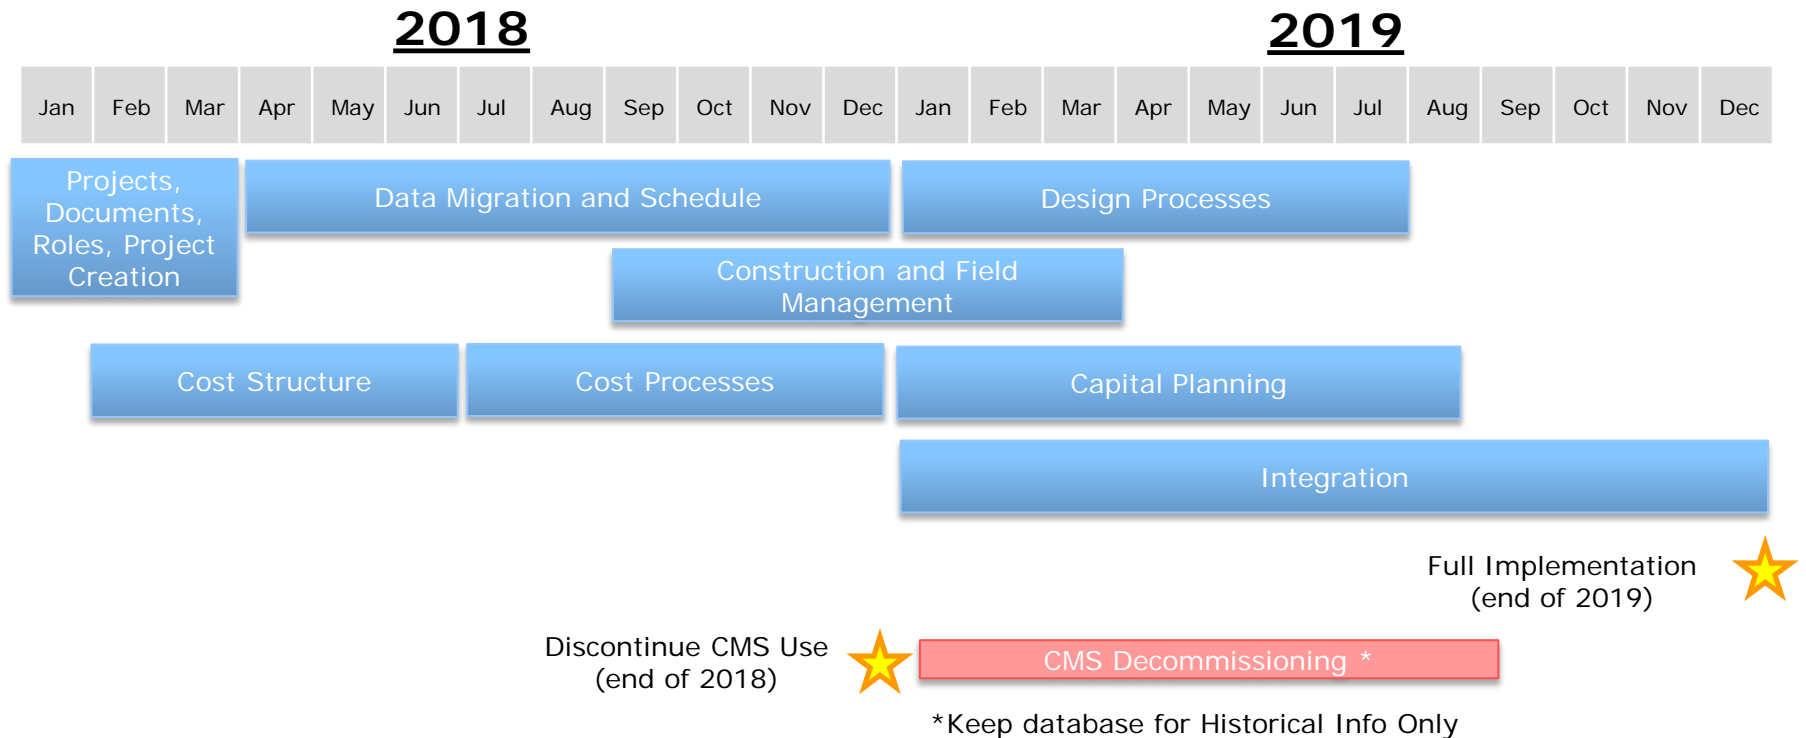 2018
2019
Jan Feb Mar Apr May Jun Jul Aug Sep Oct Nov Dec Jan Feb Mar Apr May Jun Jul Aug Sep Oct Nov Dec
Projects,
Documents,
Roles, Project
Creation
Data Migration and Schedule
Design Processes
Construction and Field
Management
Cost Structure
Cost Processes
Capital Planning
Integration
Full Implementation
(end of 2019)
Discontinue CMS Use
(end of 2018)
CMS Decommissioning *
*Keep database for Historical Info Only